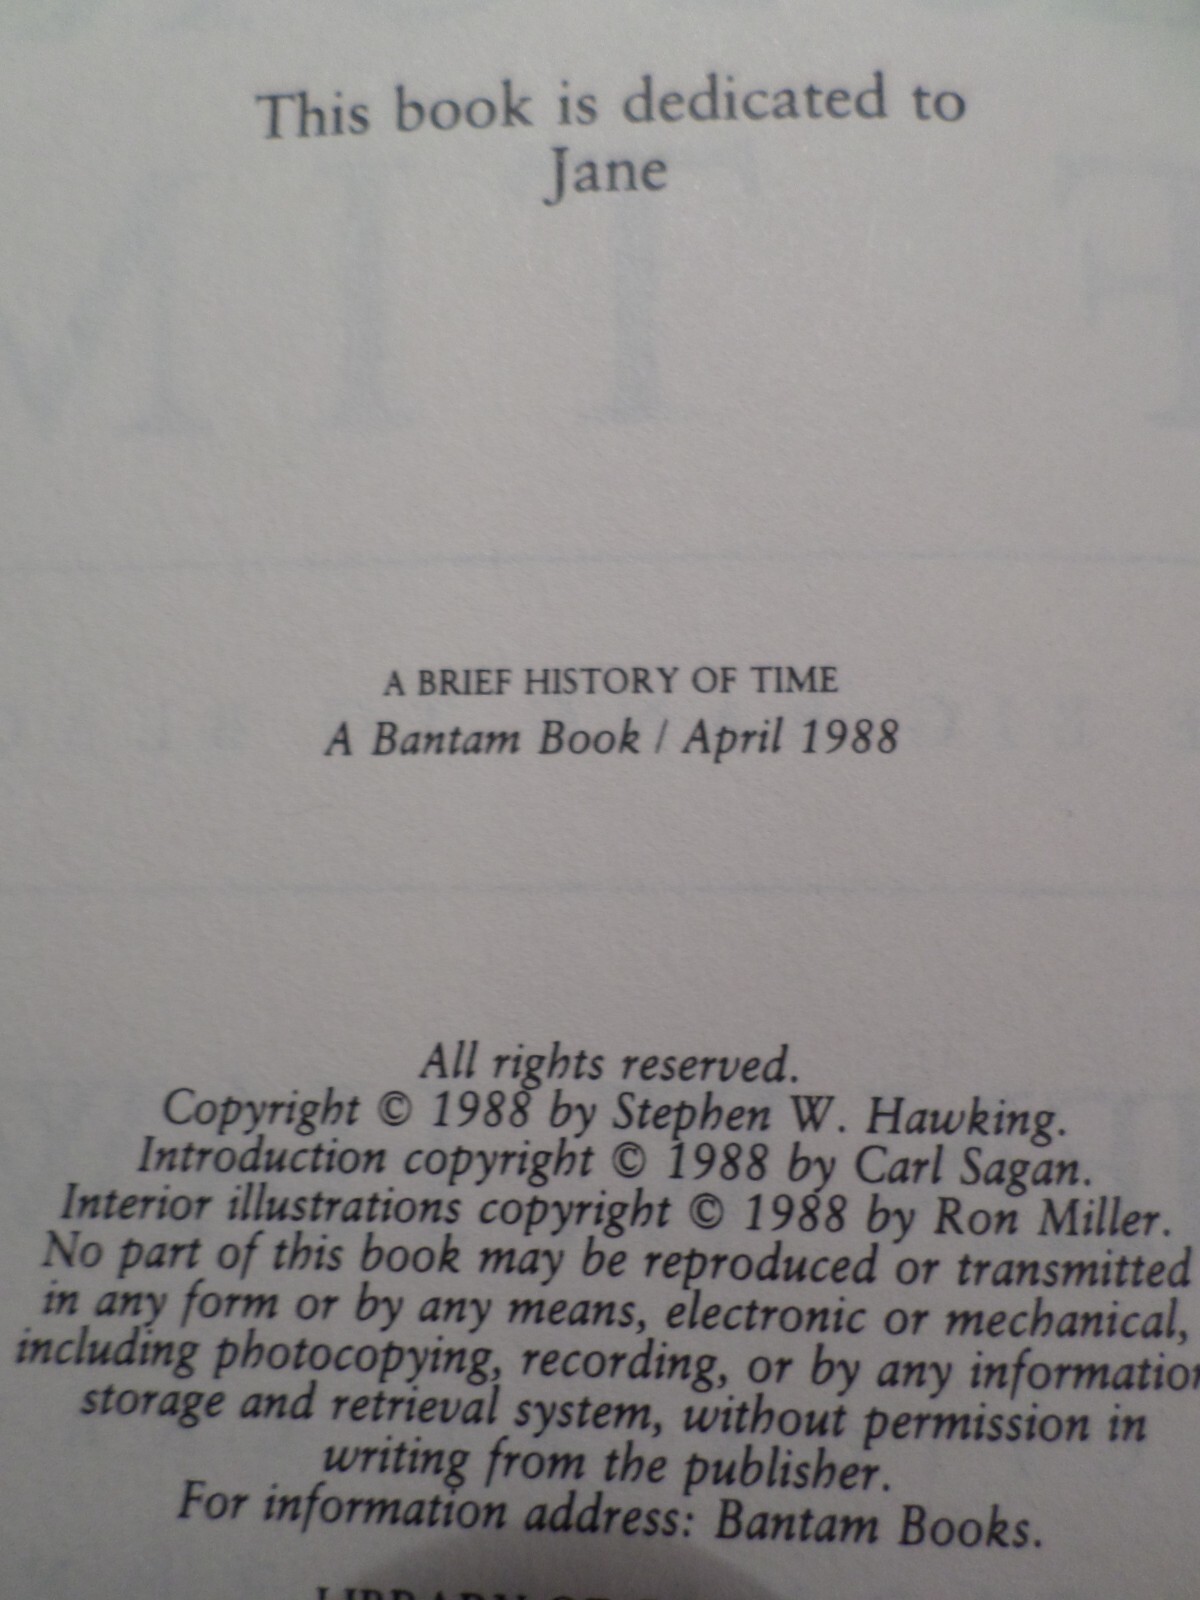 This book is dedicated to
Jane
A BRIEF HISTORY OF TIME
A Bantam Book / April 1988
All rights reserved.
Copyright © 1988 by Stephen W. Hawking.
Introduction copyright © 1988 by Carl Sagan.
Interior illustrations copyright © 1988 by Ron Miller.
No part of this book may be reproduced or transmitted
in any form or by any means, electronic or mechanical,
including photocopying, recording, or by any information
storage and retrieval system, without permission in
writing from the publisher.
For information address: Bantam Books.
LIBRARY OF